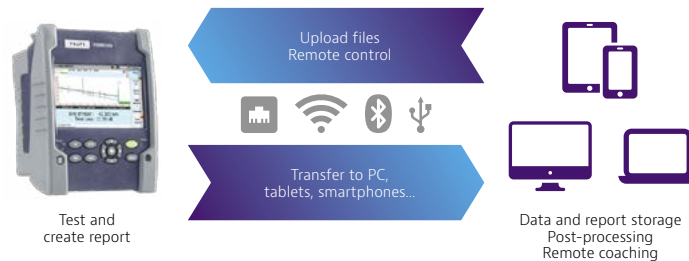 Upload files
Remote control
Transfer to PC,
tablets, smartphones...
Test and
create report
Data and report storage
Post-processing
Remote coaching